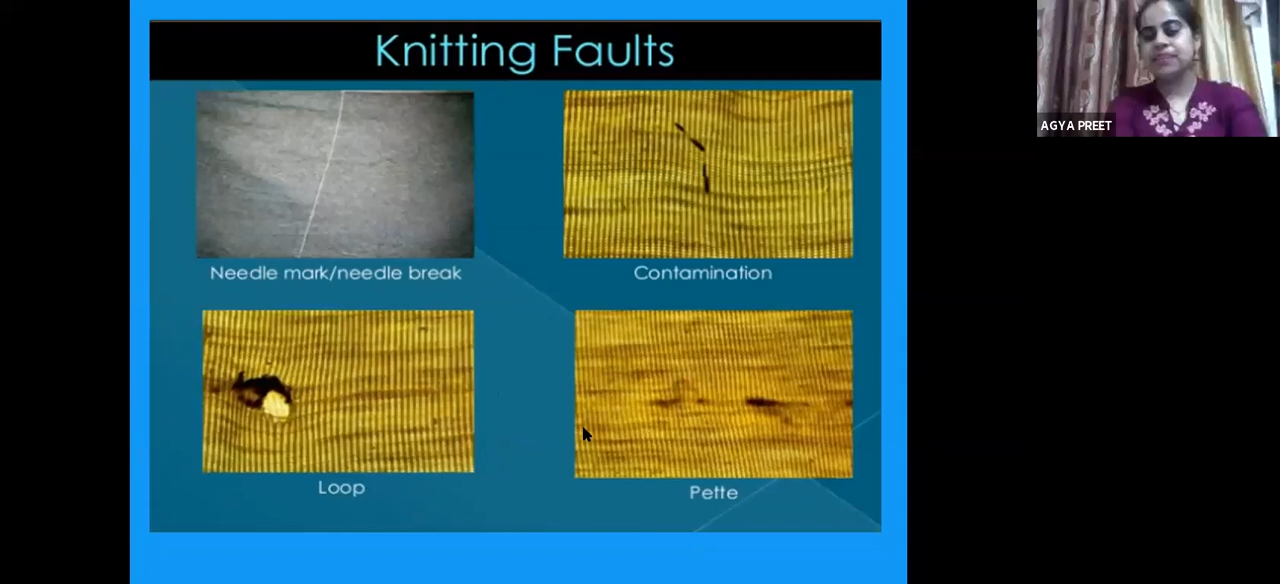 Knitting Faults
AGYA PREET
Needle mark/needle break
Contamination
Loop
Pette